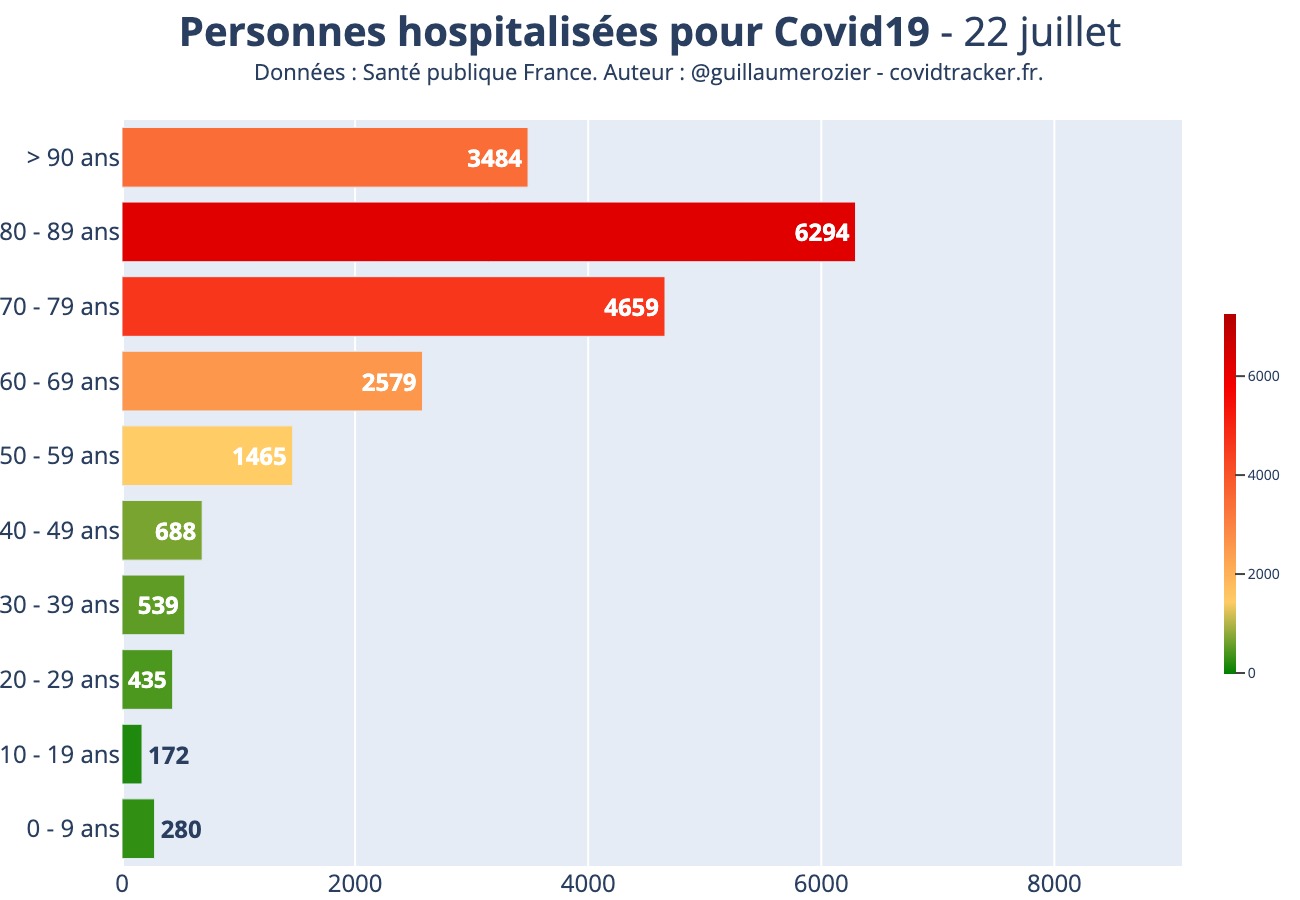 Personnes hospitalisées pour Covid19 - 22 juillet
Données : Santé publique France. Auteur : @guillaumerozier - covidtracker.fr.
> 90 ans 3484
80 - 89 ans 6294
70 - 79 ans 4659
60 - 69 ans 2579
50 - 59 ans 1465
40 - 49 ans 688
30 - 39 ans 539
20 - 29 ans 435
10 - 19 ans 172
0 - 9 ans 280
0 2000 4000 6000 8000
6000
4000
2000
0